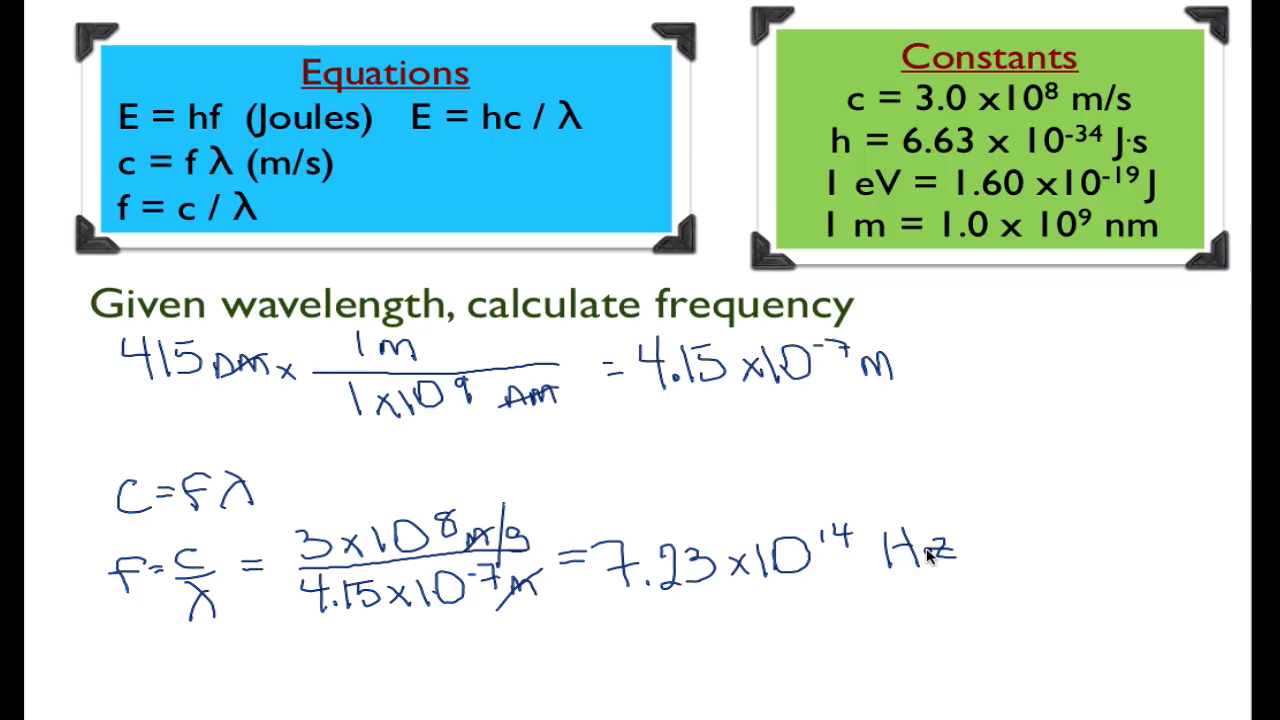 Equations
E = hf (Joules) E = hc / λ
c = f λ (m/s)
f = c / λ
Constants
c = 3.0 x10⁸ m/s
h = 6.63 x 10⁻³⁴ J·s
1 eV = 1.60 x10⁻¹⁹ J
1 m = 1.0 x 10⁹ nm
Given wavelength, calculate frequency
415 nm x 1 m / 1x10⁹ nm = 4.15 x10⁻⁷ m
c = f λ
f = c / λ = 3x10⁸ m/s / 4.15x10⁻⁷ m = 7.23 x10¹⁴ Hz